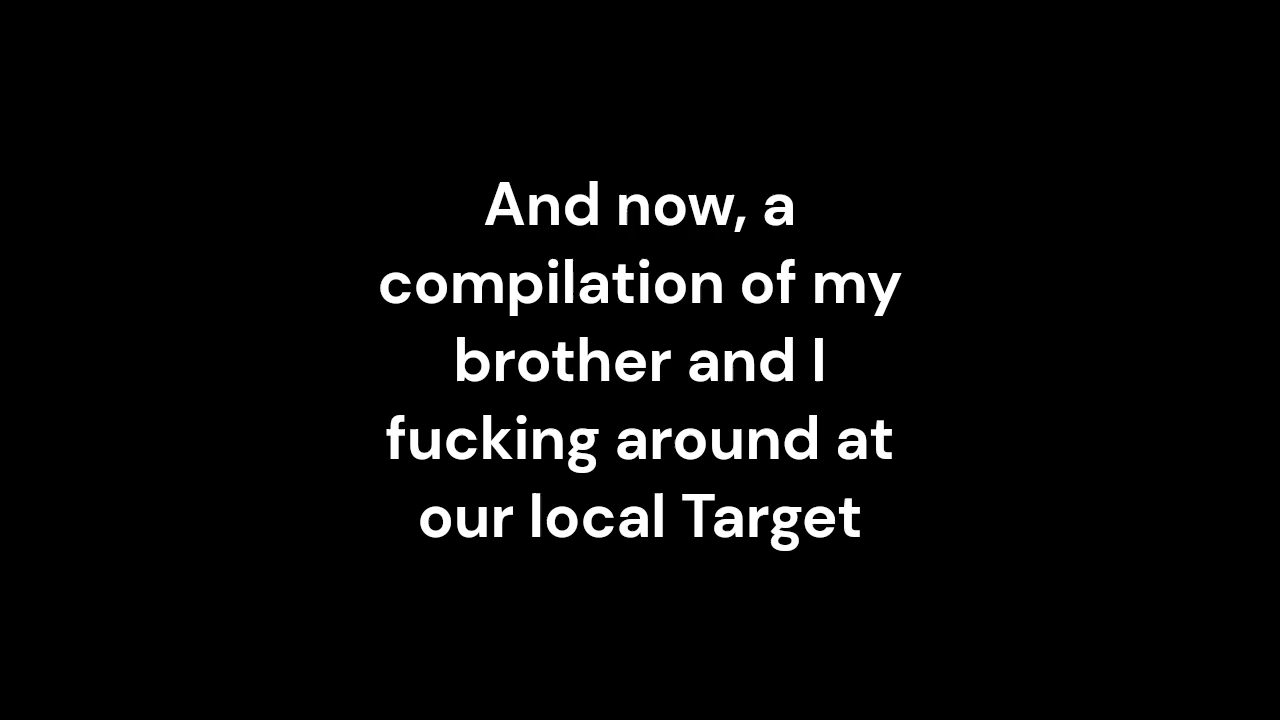 And now, a
compilation of my
brother and I
fucking around at
our local Target